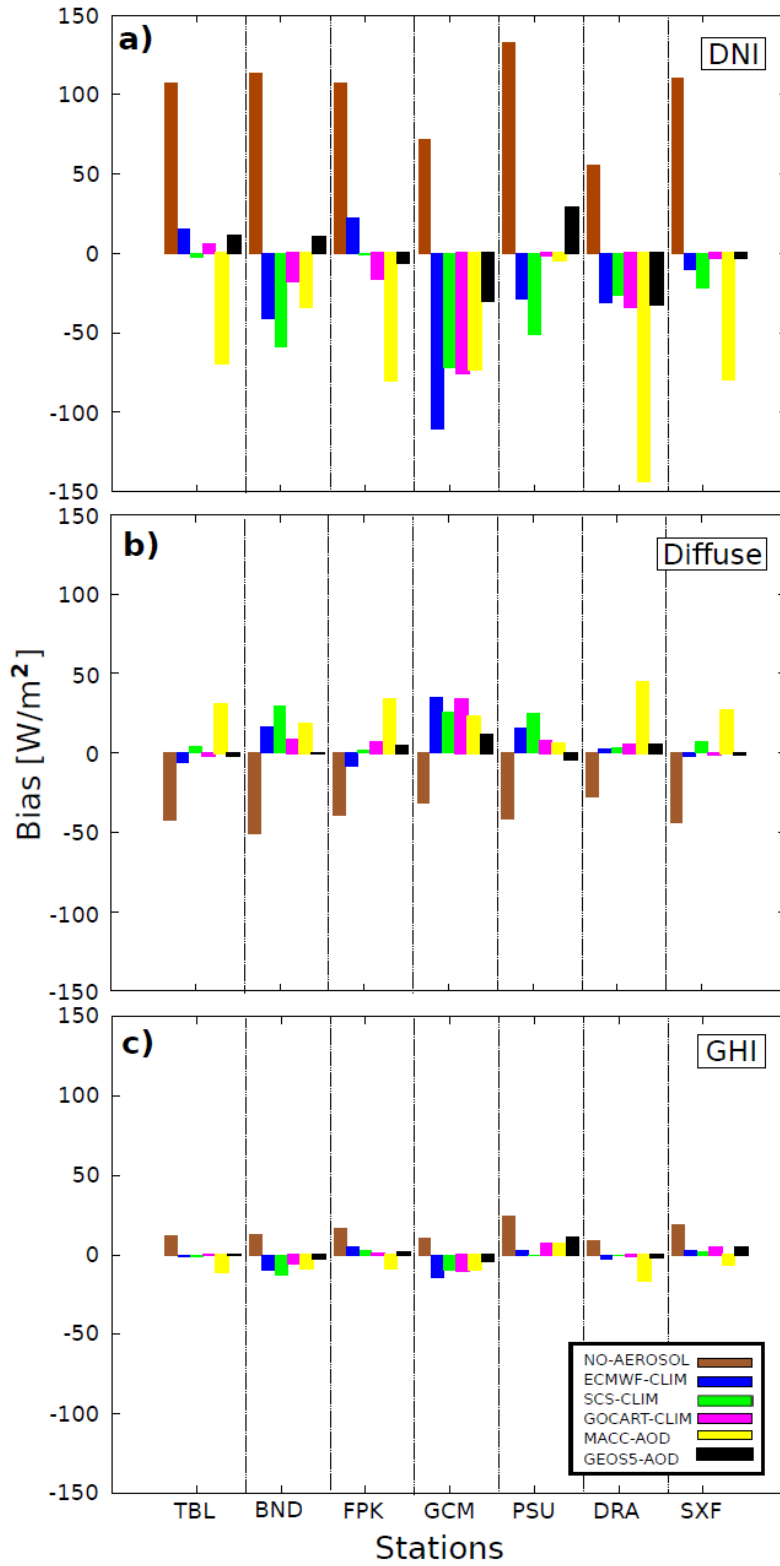 a)
DNI
150
100
50
0
-50
-100
-150
b)
Diffuse
150
100
50
0
-50
-100
-150
Bias [W/m²]
c)
GHI
150
100
50
0
-50
-100
-150
NO-AEROSOL
ECMWF-CLIM
SCS-CLIM
GOCART-CLIM
MACC-AOD
GEOS5-AOD
TBL BND FPK GCM PSU DRA SXF
Stations